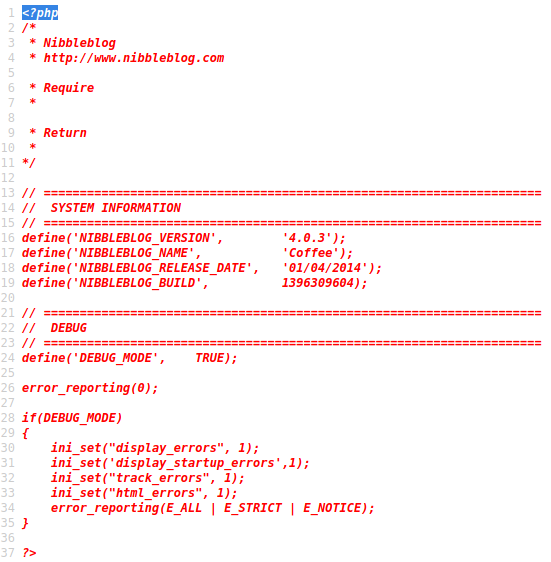 1 <?php
2 /*
3  * Nibbleblog
4  * http://www.nibbleblog.com
5
6  * Require
7  *
8
9  * Return
10  *
11 */
12
13 // =====================================================================
14 //  SYSTEM INFORMATION
15 // =====================================================================
16 define('NIBBLEBLOG_VERSION',        '4.0.3');
17 define('NIBBLEBLOG_NAME',           'Coffee');
18 define('NIBBLEBLOG_RELEASE_DATE',   '01/04/2014');
19 define('NIBBLEBLOG_BUILD',          1396309604);
20
21 // =====================================================================
22 //  DEBUG
23 // =====================================================================
24 define('DEBUG_MODE',    TRUE);
25
26 error_reporting(0);
27
28 if(DEBUG_MODE)
29 {
30     ini_set("display_errors", 1);
31     ini_set('display_startup_errors',1);
32     ini_set("track_errors", 1);
33     ini_set("html_errors", 1);
34     error_reporting(E_ALL | E_STRICT | E_NOTICE);
35 }
36
37 ?>